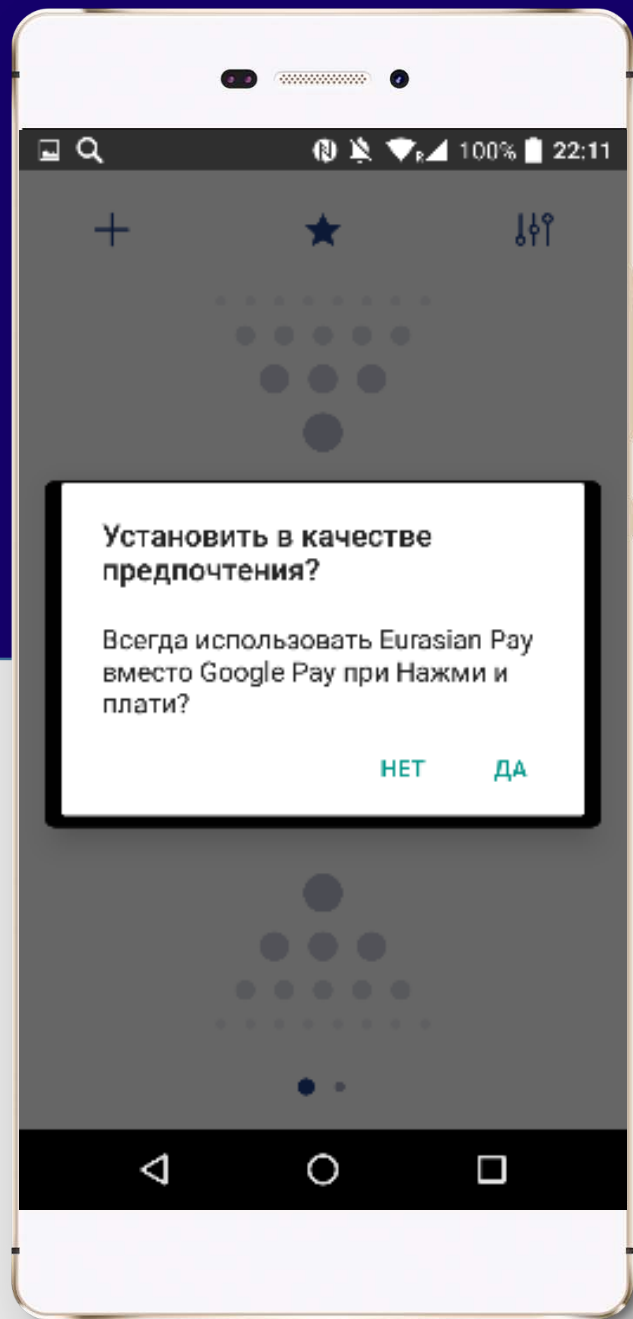 100% 22:11
Установить в качестве
предпочтения?
Всегда использовать Eurasian Pay
вместо Google Pay при Нажми и
плати?
НЕТ ДА